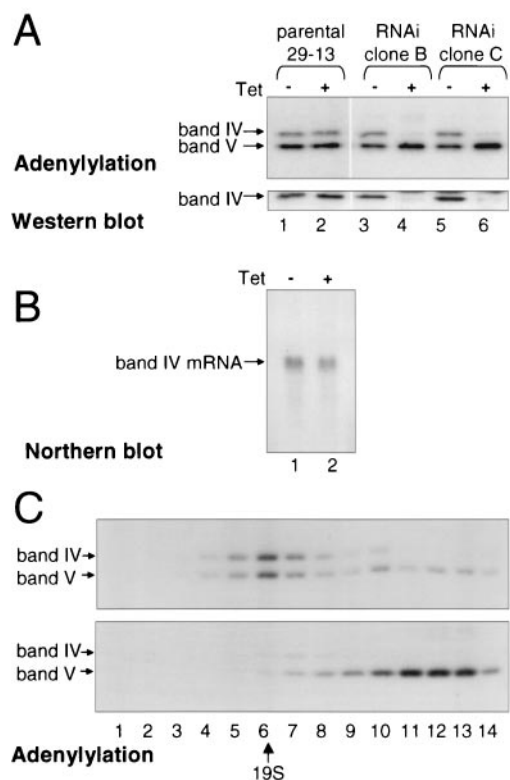 A
parental RNAi RNAi
29-13 clone B clone C
Tet - + - + - +
band IV
band V
Adenylylation
band IV
Western blot
1 2 3 4 5 6
B
Tet - +
band IV mRNA
Northern blot
1 2
C
band IV
band V
band IV
band V
1 2 3 4 5 6 7 8 9 10 11 12 13 14
Adenylylation
19S